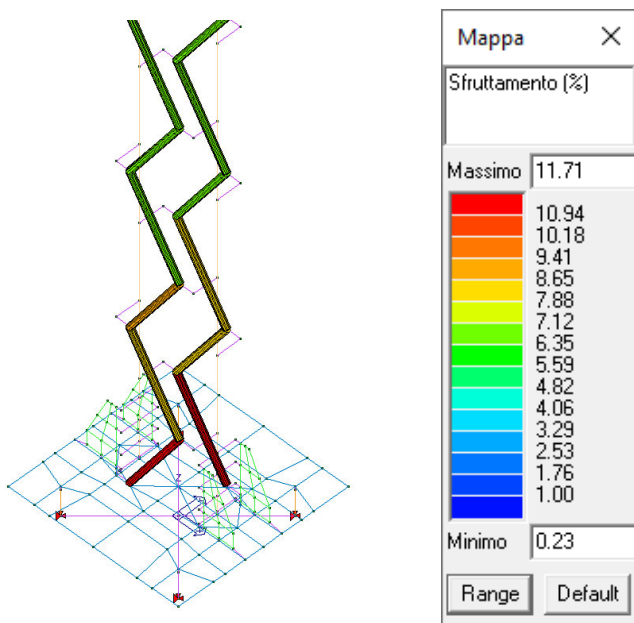 Mappa
Sfruttamento (%)
Massimo 11.71
10.94
10.18
9.41
8.65
7.88
7.12
6.35
5.59
4.82
4.06
3.29
2.53
1.76
1.00
Minimo 0.23
Range Default
Z